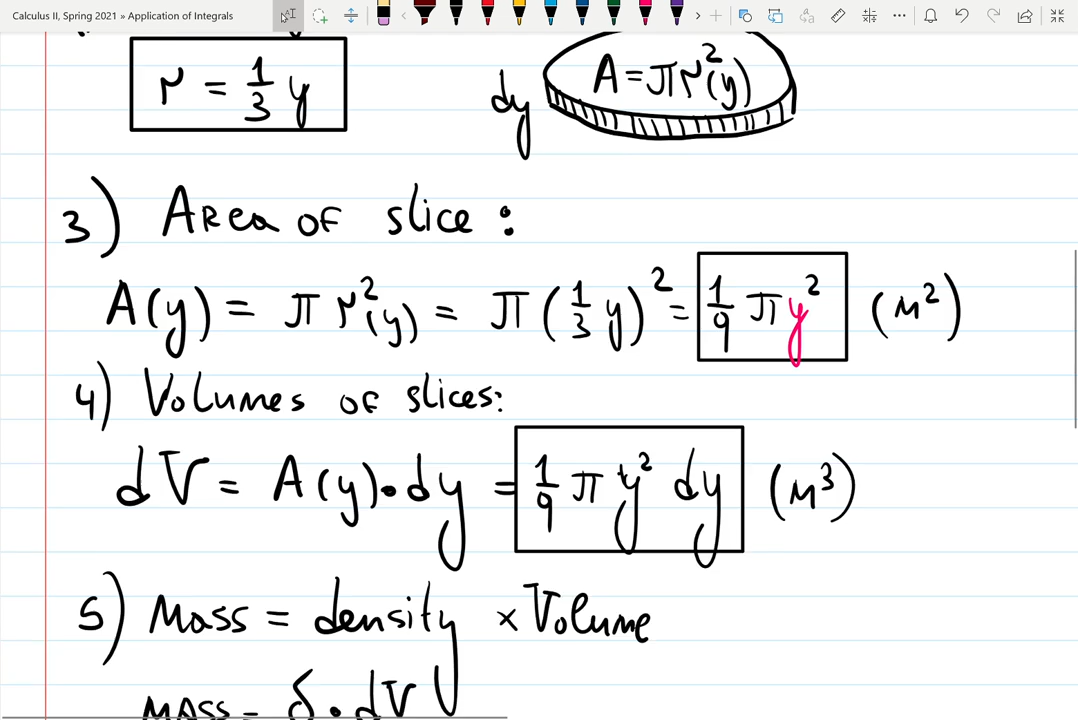 Calculus II, Spring 2021 » Application of Integrals
r = 1/3 y
dy
A = πr²(y)
3) Area of slice:
A(y) = πr²(y) = π(1/3 y)² = 1/9 πy² (m²)
4) Volumes of slices:
dV = A(y)·dy = 1/9 πy² dy (m³)
5) Mass = density × Volume
mass = δ·dV